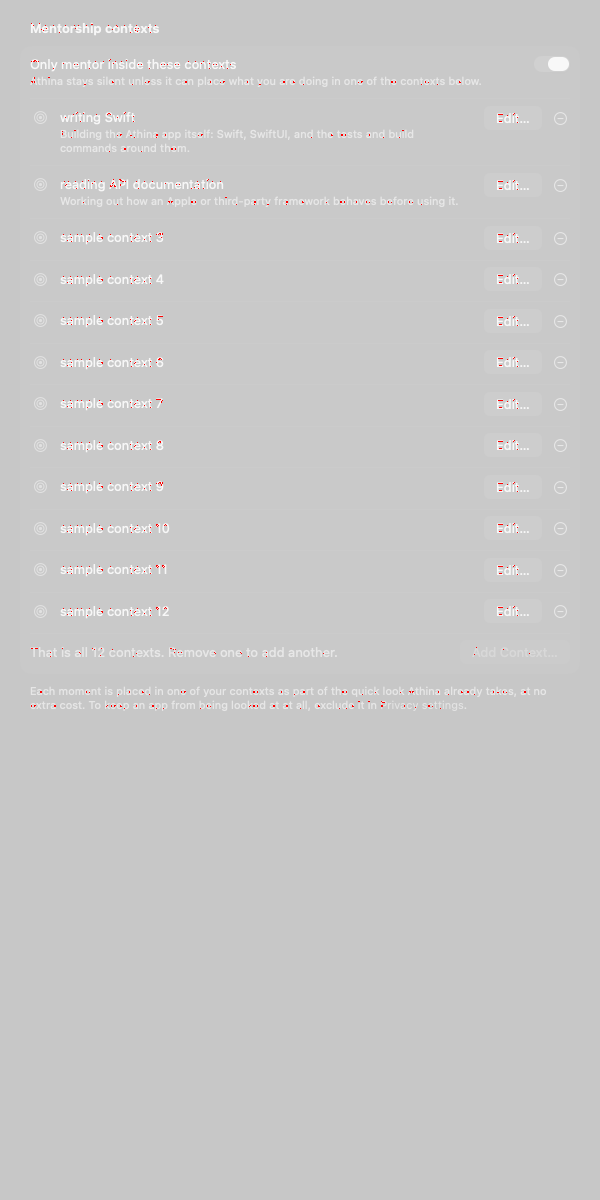 Mentorship contexts
Only mentor inside these contexts
Athina stays silent unless it can place what you are doing in one of the contexts below.
writing Swift
Edit...
Building the Athina app itself: Swift, SwiftUI, and the tests and build
commands around them.
reading API documentation
Edit...
Working out how an Apple or third-party framework behaves before using it.
sample context 3
Edit...
sample context 4
Edit...
sample context 5
Edit...
sample context 6
Edit...
sample context 7
Edit...
sample context 8
Edit...
sample context 9
Edit...
sample context 10
Edit...
sample context 11
Edit...
sample context 12
Edit...
That is all 12 contexts. Remove one to add another.
Add Context...
Each moment is placed in one of your contexts as part of the quick look Athina already takes, at no
extra cost. To keep an app from being looked at at all, exclude it in Privacy settings.